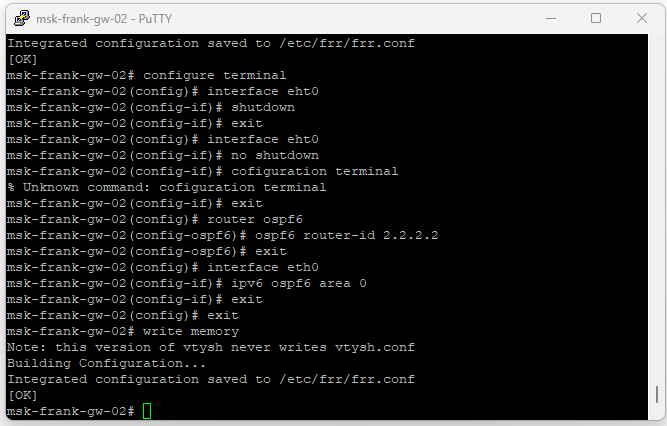 msk-frank-gw-02 - PuTTY
Integrated configuration saved to /etc/frr/frr.conf
[OK]
msk-frank-gw-02# configure terminal
msk-frank-gw-02(config)# interface eht0
msk-frank-gw-02(config-if)# shutdown
msk-frank-gw-02(config-if)# exit
msk-frank-gw-02(config)# interface eht0
msk-frank-gw-02(config-if)# no shutdown
msk-frank-gw-02(config-if)# cofiguration terminal
% Unknown command: cofiguration terminal
msk-frank-gw-02(config-if)# exit
msk-frank-gw-02(config)# router ospf6
msk-frank-gw-02(config-ospf6)# ospf6 router-id 2.2.2.2
msk-frank-gw-02(config-ospf6)# exit
msk-frank-gw-02(config)# interface eth0
msk-frank-gw-02(config-if)# ipv6 ospf6 area 0
msk-frank-gw-02(config-if)# exit
msk-frank-gw-02(config)# exit
msk-frank-gw-02# write memory
Note: this version of vtysh never writes vtysh.conf
Building Configuration...
Integrated configuration saved to /etc/frr/frr.conf
[OK]
msk-frank-gw-02#